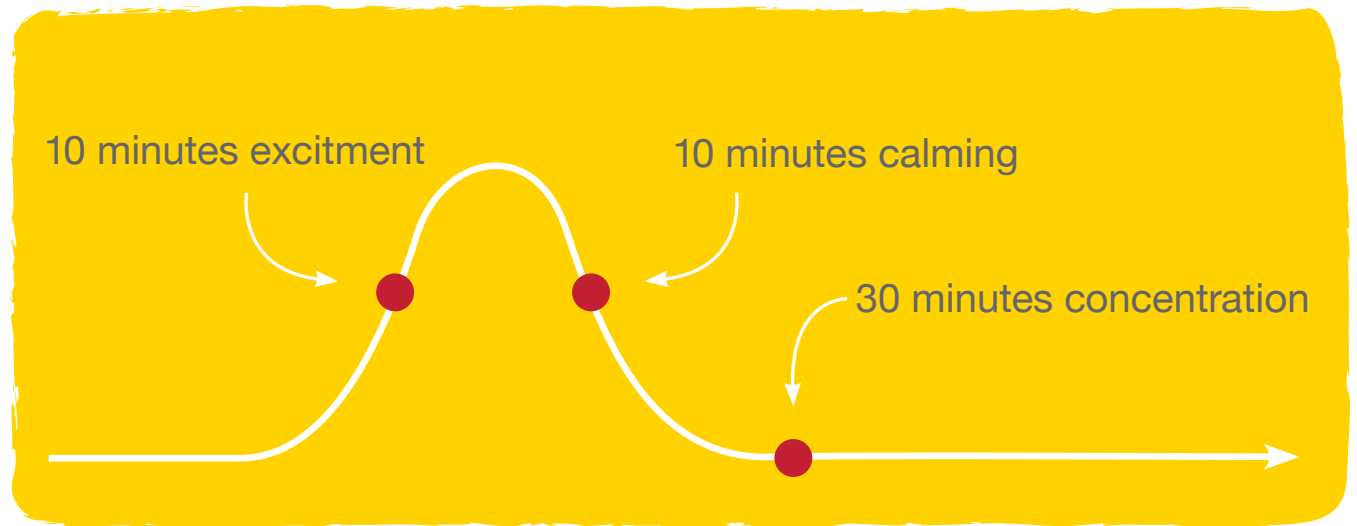 10 minutes excitment
10 minutes calming
30 minutes concentration